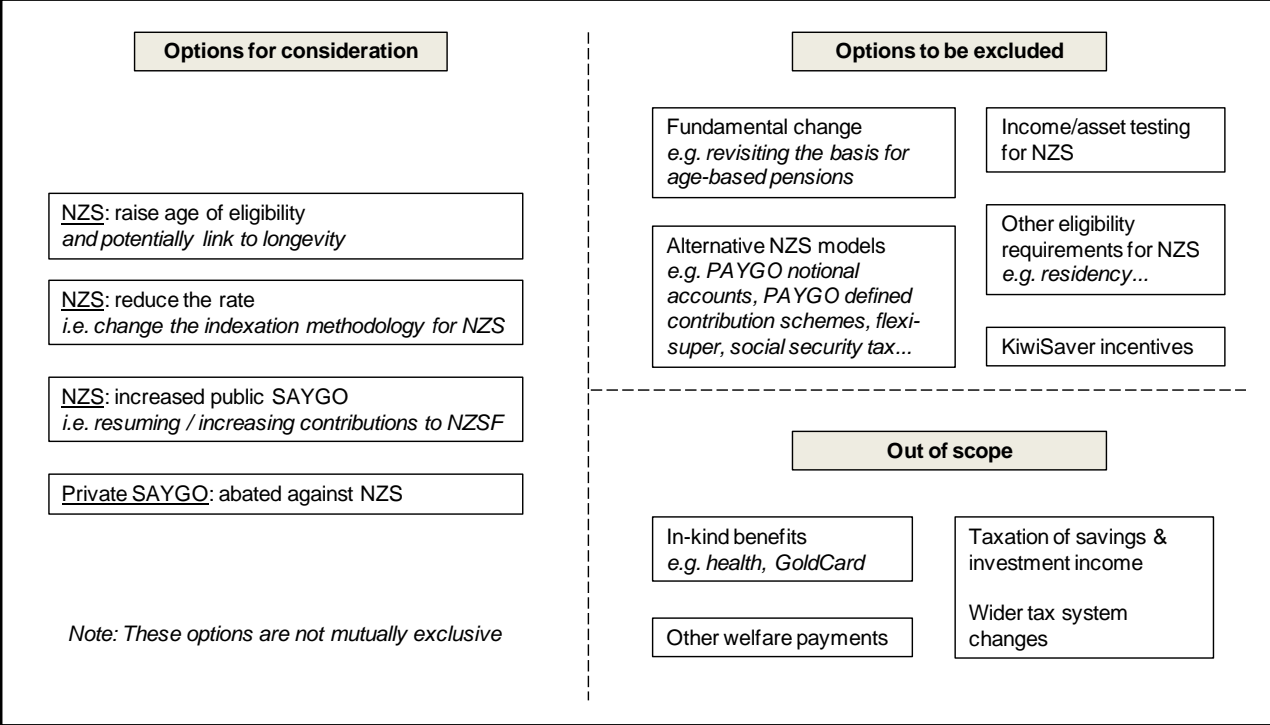 Options for consideration
NZS: raise age of eligibility
and potentially link to longevity
NZS: reduce the rate
i.e. change the indexation methodology for NZS
NZS: increased public SAYGO
i.e. resuming / increasing contributions to NZSF
Private SAYGO: abated against NZS
Note: These options are not mutually exclusive
Options to be excluded
Fundamental change
e.g. revisiting the basis for
age-based pensions
Alternative NZS models
e.g. PAYGO notional
accounts, PAYGO defined
contribution schemes, flexi-
super, social security tax...
Income/asset testing
for NZS
Other eligibility
requirements for NZS
e.g. residency...
KiwiSaver incentives
Out of scope
In-kind benefits
e.g. health, GoldCard
Other welfare payments
Taxation of savings &
investment income
Wider tax system
changes